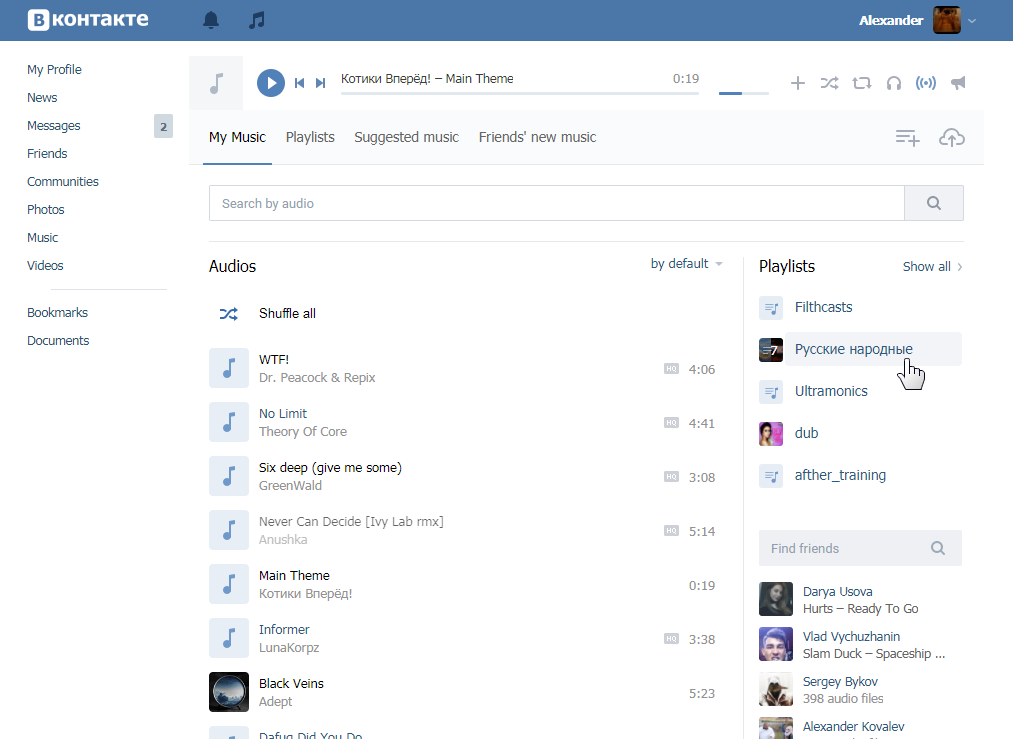 В контакте
Alexander
My Profile
News
Messages
2
Friends
Communities
Photos
Music
Videos
Bookmarks
Documents
Котики Вперёд! – Main Theme
0:19
My Music
Playlists
Suggested music
Friends' new music
Search by audio
Audios
by default
Shuffle all
WTF!
Dr. Peacock & Repix
HQ
4:06
No Limit
Theory Of Core
HQ
4:41
Six deep (give me some)
GreenWald
HQ
3:08
Never Can Decide [Ivy Lab rmx]
Anushka
HQ
5:14
Main Theme
Котики Вперёд!
0:19
Informer
LunaKorpz
HQ
3:38
Black Veins
Adept
5:23
Dafuq Did You Do
Playlists
Show all
Filthcasts
7
Русские народные
Ultramonics
dub
afther_training
Find friends
Darya Usova
Hurts – Ready To Go
Vlad Vychuzhanin
Slam Duck – Spaceship ...
Sergey Bykov
398 audio files
Alexander Kovalev